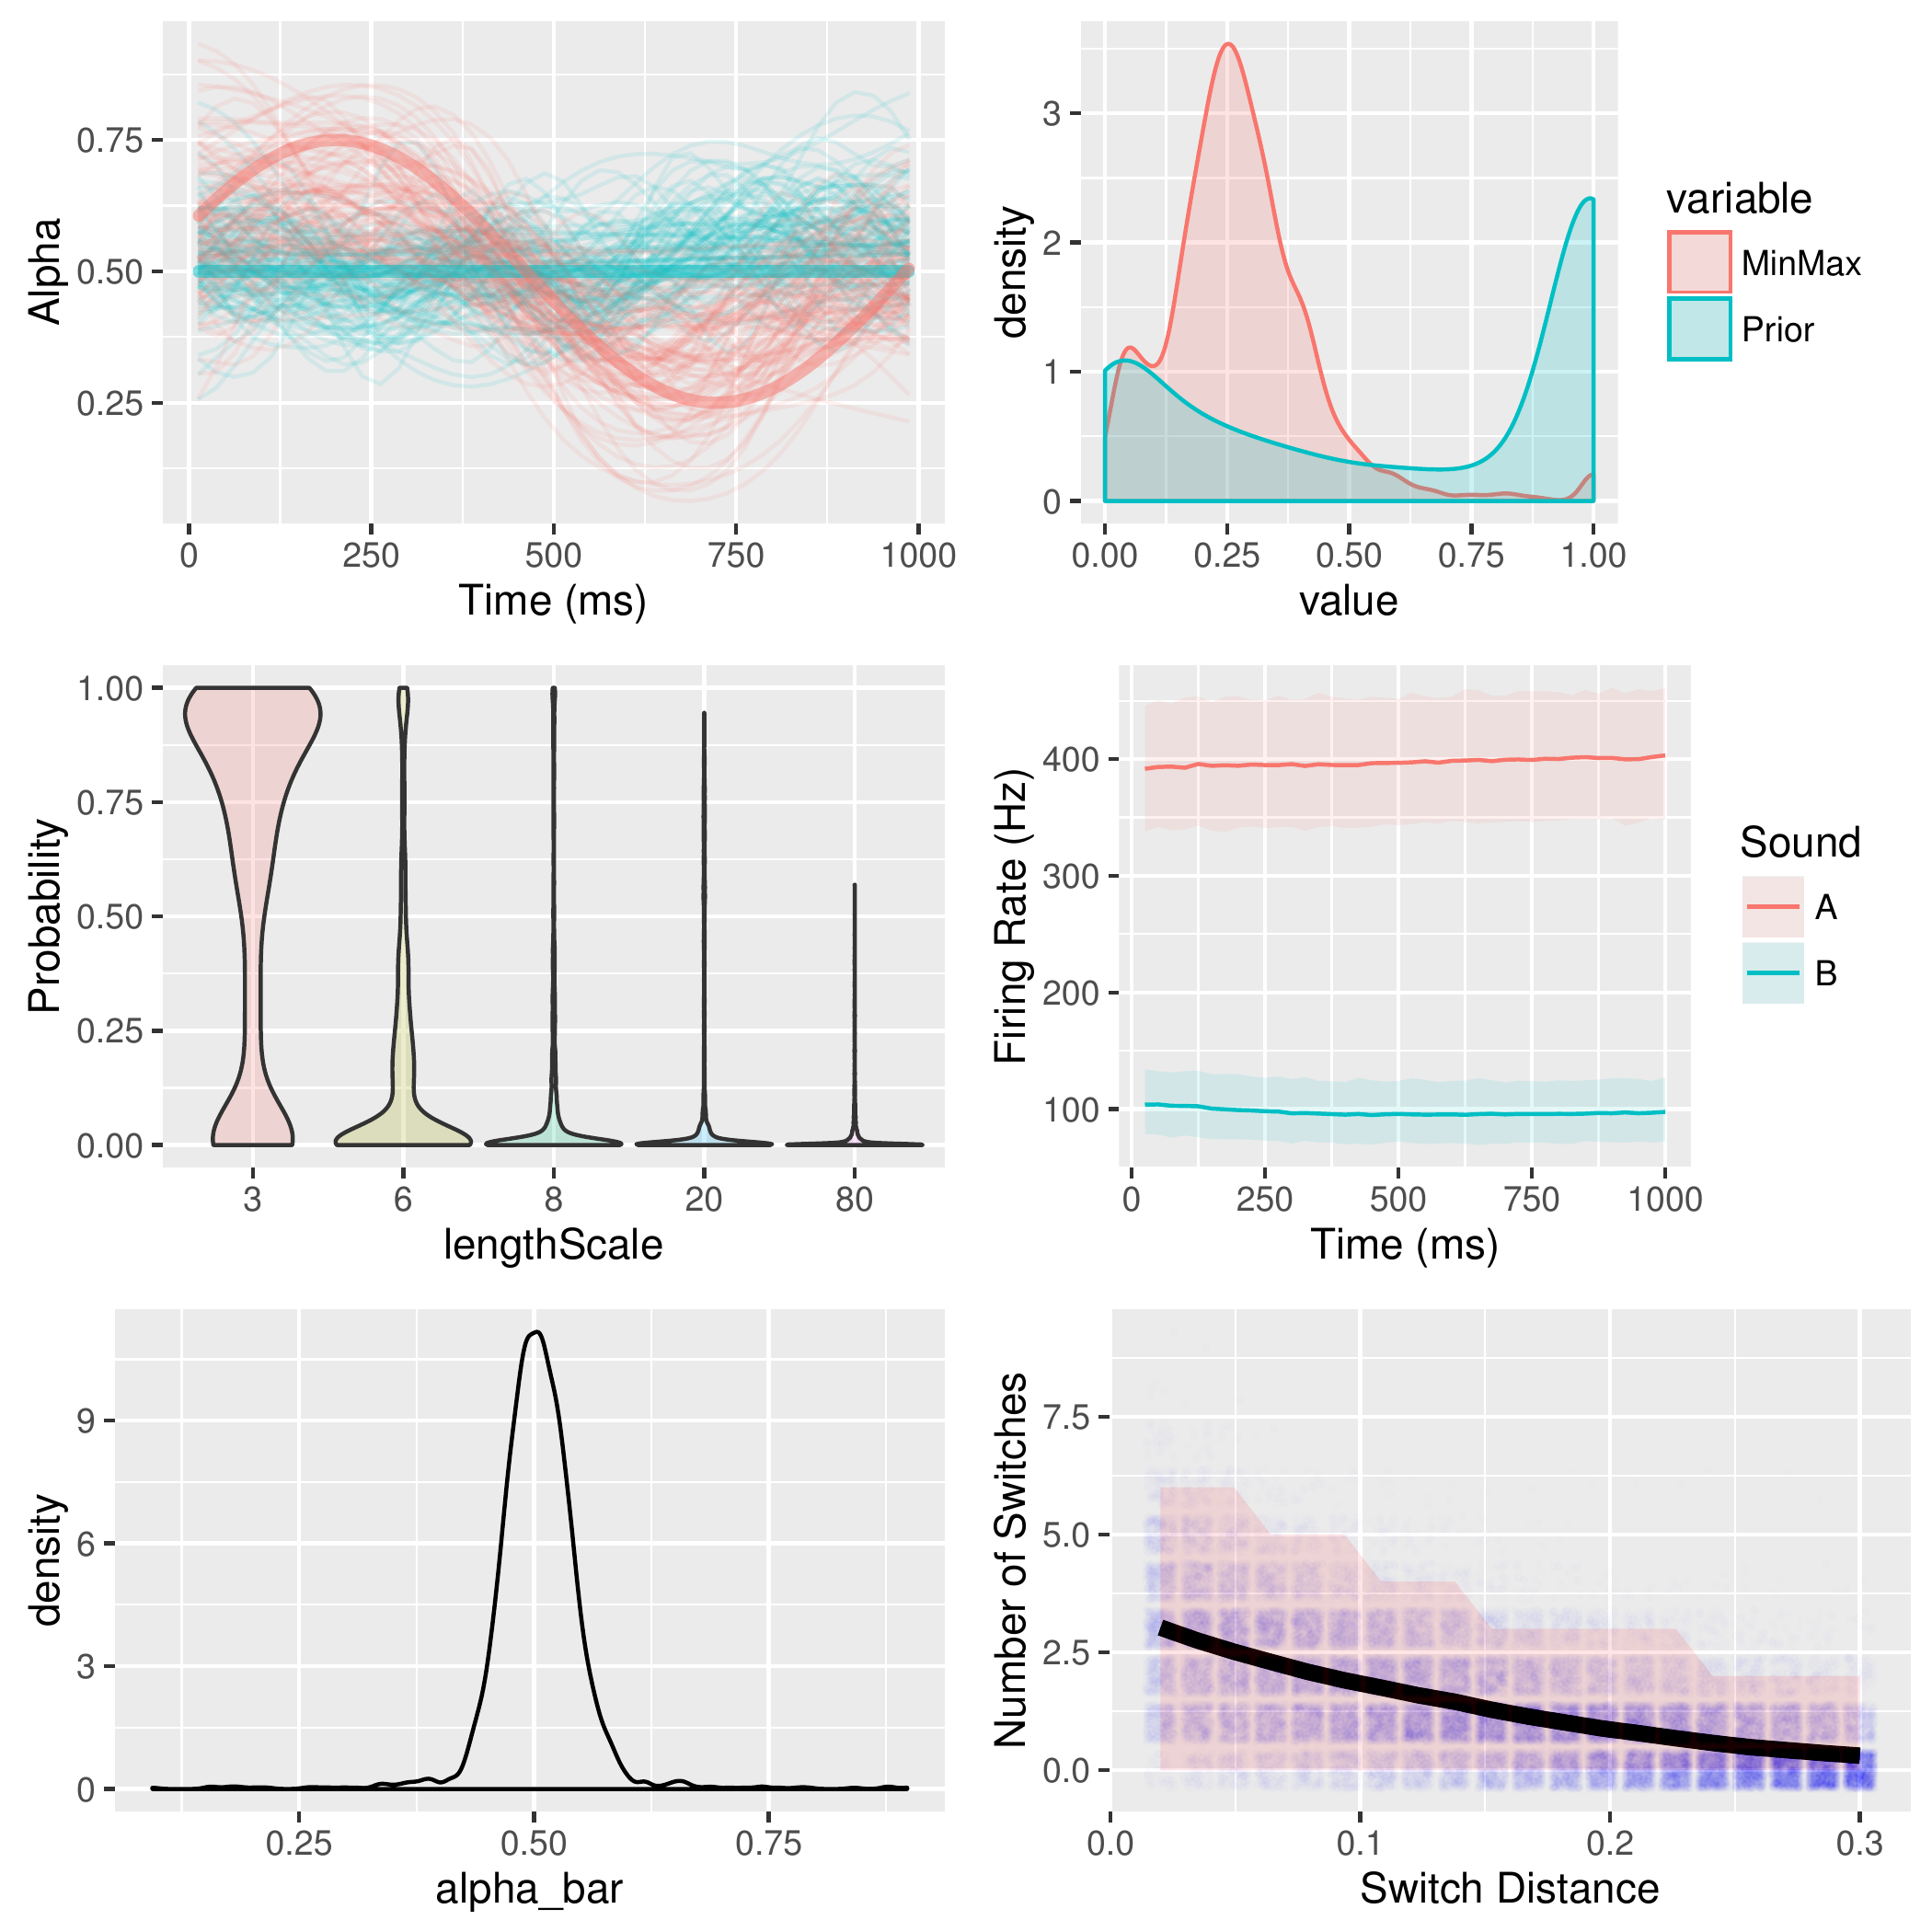 Alpha
0.75
0.50
0.25
0 250 500 750 1000
Time (ms)
density
3
2
1
0
0.00 0.25 0.50 0.75 1.00
value
variable
MinMax
Prior
Probability
1.00
0.75
0.50
0.25
0.00
3 6 8 20 80
lengthScale
Firing Rate (Hz)
400
300
200
100
0 250 500 750 1000
Time (ms)
Sound
A
B
density
9
6
3
0
0.25 0.50 0.75
alpha_bar
Number of Switches
7.5
5.0
2.5
0.0
0.0 0.1 0.2 0.3
Switch Distance